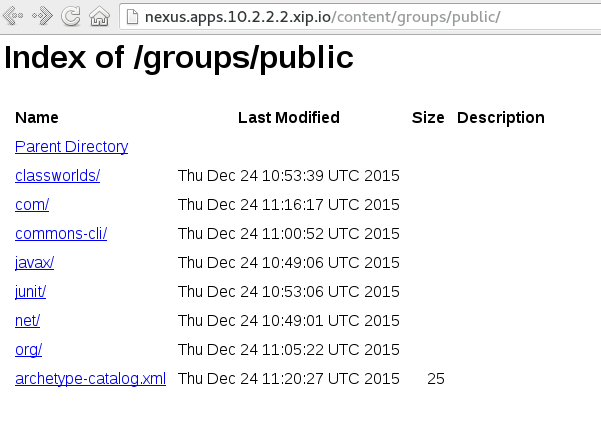 nexus.apps.10.2.2.2.xip.io/content/groups/public/
Index of /groups/public
Name Last Modified Size Description
Parent Directory
classworlds/ Thu Dec 24 10:53:39 UTC 2015
com/ Thu Dec 24 11:16:17 UTC 2015
commons-cli/ Thu Dec 24 11:00:52 UTC 2015
javax/ Thu Dec 24 10:49:06 UTC 2015
junit/ Thu Dec 24 10:53:06 UTC 2015
net/ Thu Dec 24 10:49:01 UTC 2015
org/ Thu Dec 24 11:05:22 UTC 2015
archetype-catalog.xml Thu Dec 24 11:20:27 UTC 2015 25